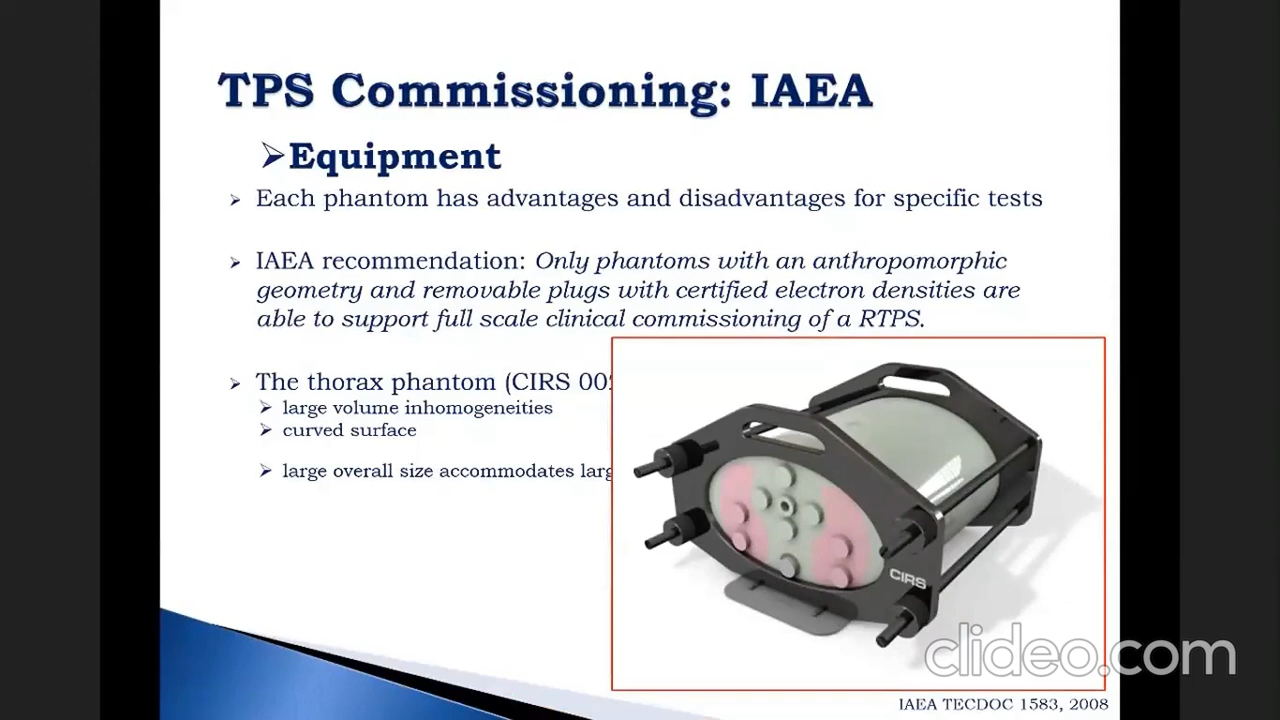 TPS Commissioning: IAEA
Equipment
Each phantom has advantages and disadvantages for specific tests
IAEA recommendation: Only phantoms with an anthropomorphic
geometry and removable plugs with certified electron densities are
able to support full scale clinical commissioning of a RTPS.
The thorax phantom (CIRS
large volume inhomogeneities
curved surface
large overall size accommodates
CIRS
clideo.com
IAEA TECDOC 1583, 2008